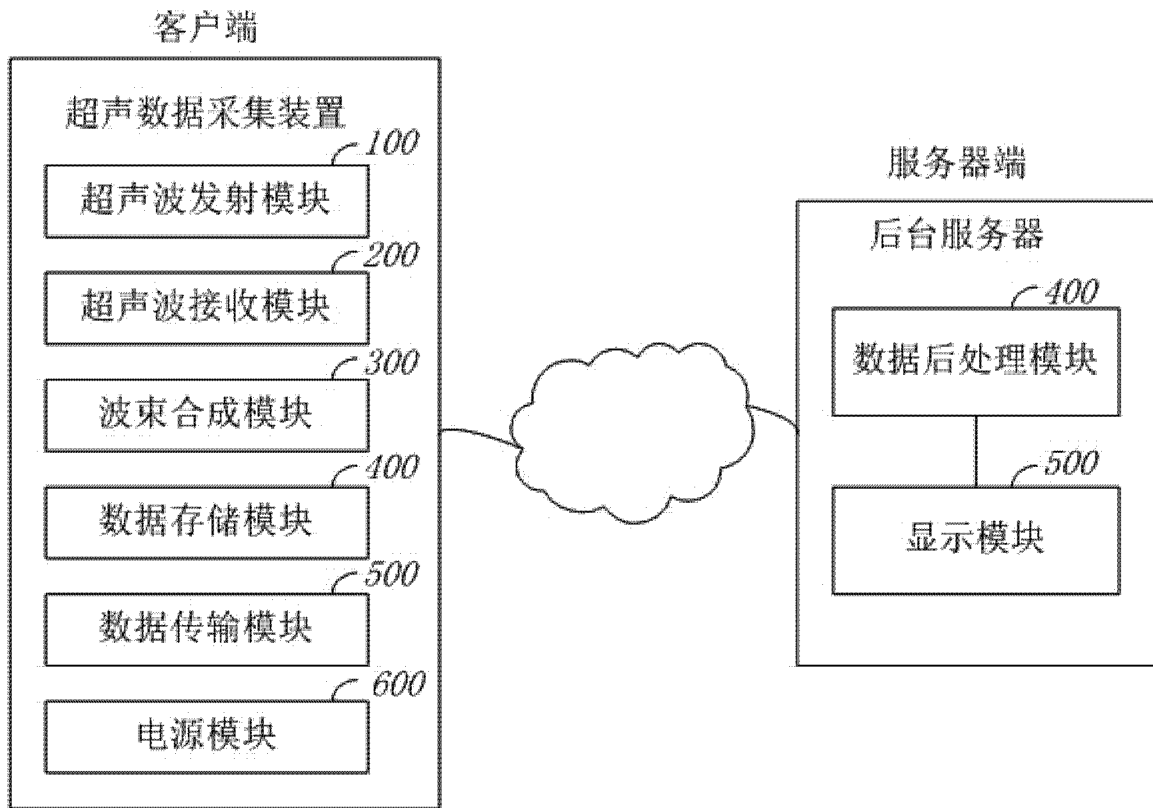 客户端
超声数据采集装置
100
超声波发射模块
200
超声波接收模块
300
波束合成模块
400
数据存储模块
500
数据传输模块
600
电源模块
服务器端
后台服务器
400
数据后处理模块
500
显示模块